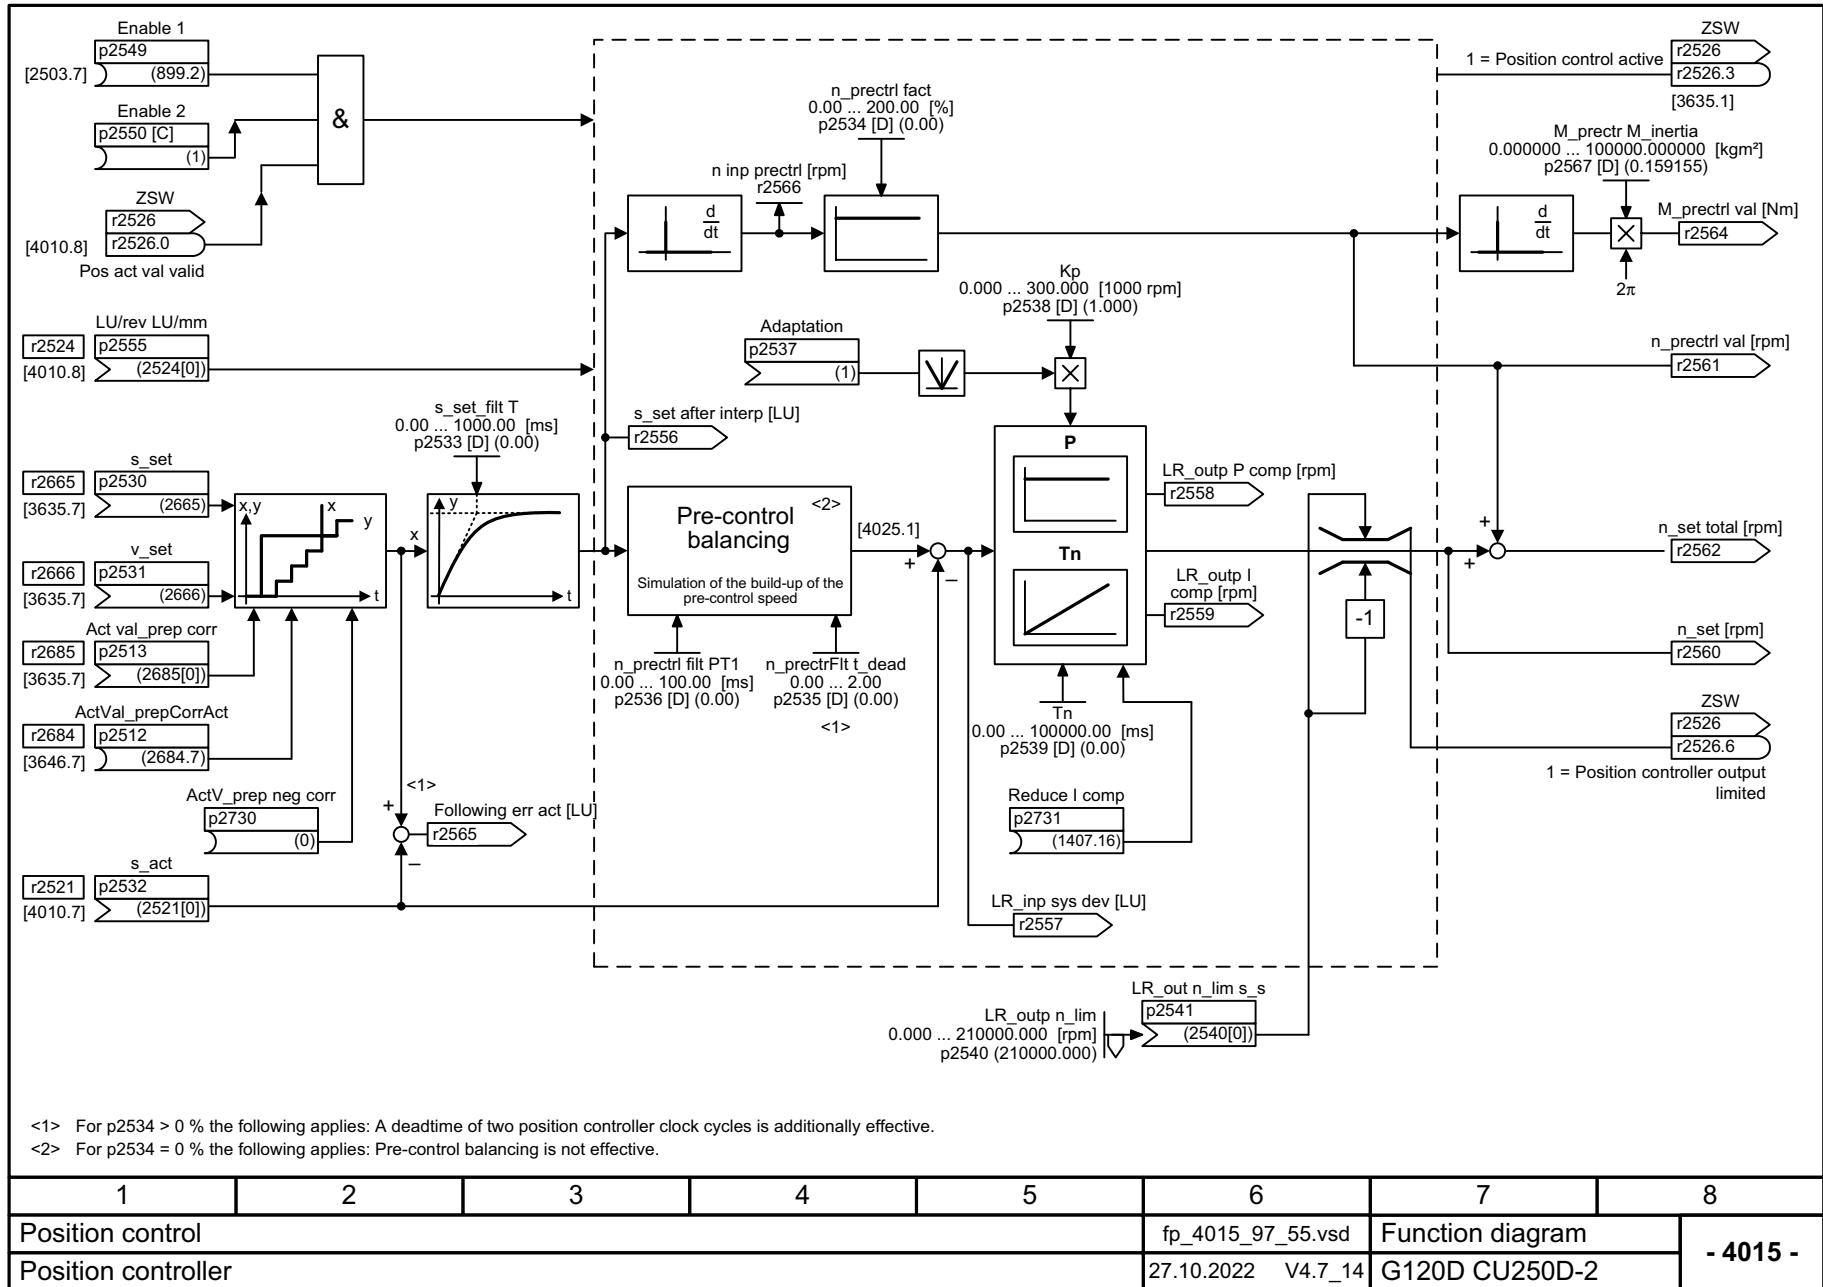 Enable 1
p2549
[2503.7]
(899.2)
Enable 2
p2550 [C]
(1)
&
ZSW
r2526
r2526.0
[4010.8]
Pos act val valid
LU/rev LU/mm
r2524
p2555
[4010.8]
(2524[0])
s_set
r2665
p2530
[3635.7]
(2665)
v_set
r2666
p2531
[3635.7]
(2666)
Act val_prep corr
r2685
p2513
[3635.7]
(2685[0])
ActVal_prepCorrAct
r2684
p2512
[3646.7]
(2684.7)
ActV_prep neg corr
p2730
(0)
s_act
r2521
p2532
[4010.7]
(2521[0])
x,y
x
y
t
x
s_set_filt T
0.00 ... 1000.00 [ms]
p2533 [D] (0.00)
y
t
<1>
+
–
Following err act [LU]
r2565
n_prectrl fact
0.00 ... 200.00 [%]
p2534 [D] (0.00)
n inp prectrl [rpm]
r2566
d
dt
s_set after interp [LU]
r2556
Adaptation
p2537
(1)
Kp
0.000 ... 300.000 [1000 rpm]
p2538 [D] (1.000)
Pre-control
balancing
<2>
Simulation of the build-up of the
pre-control speed
[4025.1]
+
–
n_prectrl filt PT1
0.00 ... 100.00 [ms]
p2536 [D] (0.00)
n_prectrFlt t_dead
0.00 ... 2.00
p2535 [D] (0.00)
<1>
P
Tn
LR_outp P comp [rpm]
r2558
LR_outp I
comp [rpm]
r2559
Tn
0.00 ... 100000.00 [ms]
p2539 [D] (0.00)
Reduce I comp
p2731
(1407.16)
LR_inp sys dev [LU]
r2557
-1
LR_outp n_lim
0.000 ... 210000.000 [rpm]
p2540 (210000.000)
LR_out n_lim s_s
p2541
(2540[0])
ZSW
1 = Position control active
r2526
r2526.3
[3635.1]
M_prectr M_inertia
0.000000 ... 100000.000000 [kgm²]
p2567 [D] (0.159155)
d
dt
2π
M_prectrl val [Nm]
r2564
n_prectrl val [rpm]
r2561
+
+
n_set total [rpm]
r2562
n_set [rpm]
r2560
ZSW
r2526
r2526.6
1 = Position controller output
limited
<1> For p2534 > 0 % the following applies: A deadtime of two position controller clock cycles is additionally effective.
<2> For p2534 = 0 % the following applies: Pre-control balancing is not effective.
1 2 3 4 5 6 7 8
Position control
fp_4015_97_55.vsd
Function diagram
- 4015 -
Position controller
27.10.2022 V4.7_14
G120D CU250D-2